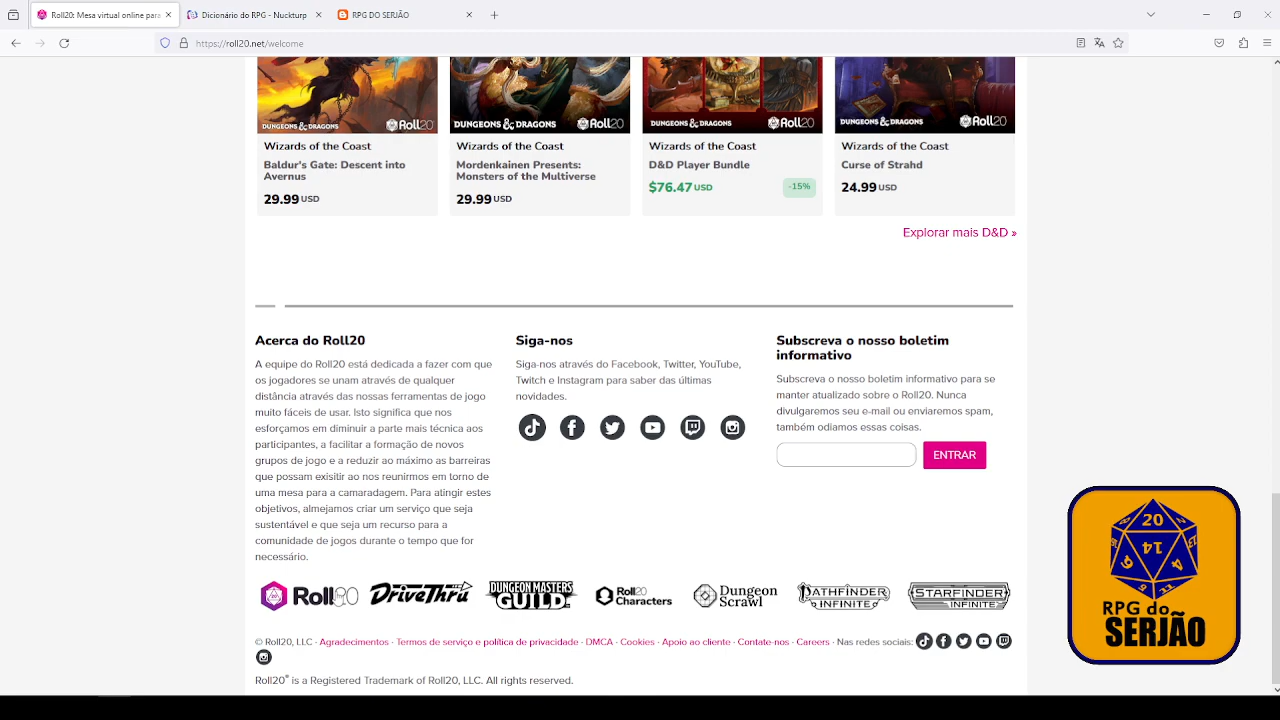 Roll20: Mesa virtual online para
Dicionário do RPG - Nuckturp
RPG DO SERJÃO
https://roll20.net/welcome
DUNGEONS & DRAGONS Roll20
DUNGEONS & DRAGONS Roll20
DUNGEONS & DRAGONS Roll20
DUNGEONS & DRAGONS Roll20
Wizards of the Coast
Baldur's Gate: Descent into
Avernus
29.99 USD
Wizards of the Coast
Mordenkainen Presents:
Monsters of the Multiverse
29.99 USD
Wizards of the Coast
D&D Player Bundle
$76.47 USD
-15%
Wizards of the Coast
Curse of Strahd
24.99 USD
Explorar mais D&D »
Acerca do Roll20
A equipe do Roll20 está dedicada a fazer com que
os jogadores se unam através de qualquer
distância através das nossas ferramentas de jogo
muito fáceis de usar. Isto significa que nos
esforçamos em diminuir a parte mais técnica aos
participantes, a facilitar a formação de novos
grupos de jogo e a reduzir ao máximo as barreiras
que possam exisitir ao nos reunirmos em torno de
uma mesa para a camaradagem. Para atingir estes
objetivos, almejamos criar um serviço que seja
sustentável e que seja um recurso para a
comunidade de jogos durante o tempo que for
necessário.
Siga-nos
Siga-nos através do Facebook, Twitter, YouTube,
Twitch e Instagram para saber das últimas
novidades.
Subscreva o nosso boletim
informativo
Subscreva o nosso boletim informativo para se
manter atualizado sobre o Roll20. Nunca
divulgaremos seu e-mail ou enviaremos spam,
também odiamos essas coisas.
ENTRAR
Roll20
DriveThru
DUNGEON MASTERS
GUILD
Roll20
Characters
Dungeon
Scrawl
PATHFINDER
INFINITE
STARFINDER
INFINITE
© Roll20, LLC · Agradecimentos · Termos de serviço e política de privacidade · DMCA · Cookies · Apoio ao cliente · Contate-nos · Careers · Nas redes sociais:
Roll20® is a Registered Trademark of Roll20, LLC. All rights reserved.
20
14
RPG do
SERJÃO